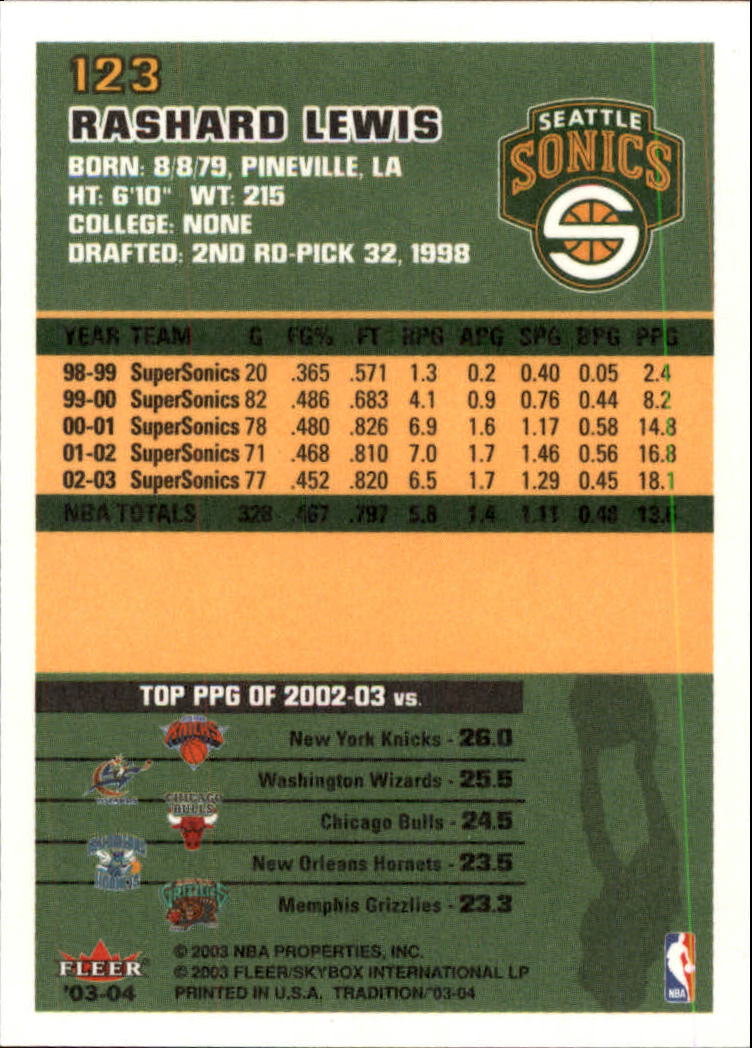 123
RASHARD LEWIS
BORN: 8/8/79, PINEVILLE, LA
HT: 6'10" WT: 215
COLLEGE: NONE
DRAFTED: 2ND RD-PICK 32, 1998
SEATTLE
SONICS
YEAR TEAM G FG% FT RPG APG SPG BPG PPG
98-99 SuperSonics 20 .365 .571 1.3 0.2 0.40 0.05 2.4
99-00 SuperSonics 82 .486 .683 4.1 0.9 0.76 0.44 8.2
00-01 SuperSonics 78 .480 .826 6.9 1.6 1.17 0.58 14.8
01-02 SuperSonics 71 .468 .810 7.0 1.7 1.46 0.56 16.8
02-03 SuperSonics 77 .452 .820 6.5 1.7 1.29 0.45 18.1
NBA TOTALS 328 .467 .797 5.8 1.4 1.11 0.48 13.6
TOP PPG OF 2002-03 vs.
KNICKS
New York Knicks - 26.0
Washington Wizards - 25.5
CHICAGO
BULLS
Chicago Bulls - 24.5
New Orleans Hornets - 23.5
GRIZZLIES
Memphis Grizzlies - 23.3
FLEER
'03-04
© 2003 NBA PROPERTIES, INC.
© 2003 FLEER/SKYBOX INTERNATIONAL LP
PRINTED IN U.S.A. TRADITION/'03-04
NBA